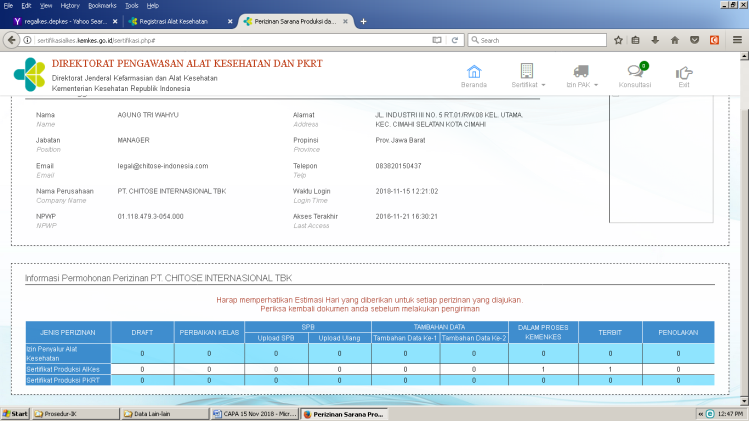 File Edit View History Bookmarks Tools Help
regalkes.depkes - Yahoo Sear... × Registrasi Alat Kesehatan × Perizinan Sarana Produksi da... × +
sertifikasialkes.kemkes.go.id/sertifikasi.php# Search
DIREKTORAT PENGAWASAN ALAT KESEHATAN DAN PKRT
Direktorat Jenderal Kefarmasian dan Alat Kesehatan
Kementerian Kesehatan Republik Indonesia
Beranda Sertifikat Izin PAK 0 Konsultasi Exit
Nama AGUNG TRI WAHYU Alamat JL. INDUSTRI III NO. 5 RT.01/RW.08 KEL. UTAMA.
Name Address KEC. CIMAHI SELATAN KOTA CIMAHI
Jabatan MANAGER Propinsi Prov. Jawa Barat
Position Province
Email legal@chitose-indonesia.com Telepon 083820150437
Email Telp
Nama Perusahaan PT. CHITOSE INTERNASIONAL TBK Waktu Login 2018-11-15 12:21:02
Company Name Login Time
NPWP 01.118.479.3-054.000 Akses Terakhir 2016-11-21 16:30:21
NPWP Last Access
Informasi Permohonan Perizinan PT. CHITOSE INTERNASIONAL TBK
Harap memperhatikan Estimasi Hari yang diberikan untuk setiap perizinan yang diajukan.
Periksa kembali dokumen anda sebelum melakukan pengiriman
JENIS PERIZINAN DRAFT PERBAIKAN KELAS SPB TAMBAHAN DATA DALAM PROSES KEMENKES TERBIT PENOLAKAN
Upload SPB Upload Ulang Tambahan Data Ke-1 Tambahan Data Ke-2
Izin Penyalur Alat Kesehatan 0 0 0 0 0 0 0 0 0
Sertifikat Produksi AlKes 0 0 0 0 0 0 1 1 0
Sertifikat Produksi PKRT 0 0 0 0 0 0 0 0 0
Start Prosedur-IK Data Lain-lain CAPA 15 Nov 2018 - Micr... Perizinan Sarana Pro... 12:47 PM